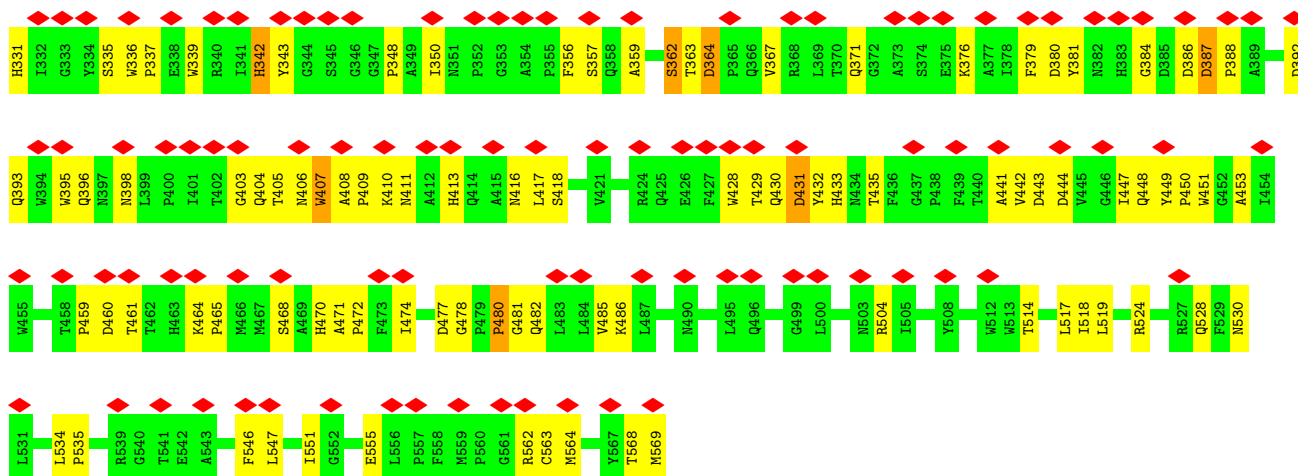 H331 I332 G333 Y334 S335 W336 P337 E338 W339 R340 I341 H342 Y343 G344 S345 G346 G347 P348 A349 I350 N351 P352 G353 A354 P355 F356 S357 Q358 A359 S362 T363 D364 P365 Q366 V367 R368 L369 T370 Q371 G372 A373 S374 E375 K376 A377 I378 F379 D380 Y381 N382 H383 G384 D385 D386 D387 P388 A389 D392
Q393 W394 W395 Q396 N397 N398 L399 P400 I401 T402 G403 Q404 T405 N406 W407 A408 P409 K410 N411 A412 H413 Q414 A415 N416 L417 S418 V421 R424 Q425 E426 F427 W428 T429 Q430 D431 Y432 H433 N434 T435 F436 G437 P438 F439 T440 A441 V442 D443 D444 V445 G446 I447 Q448 Y449 P450 W451 G452 A453 I454
W455 T458 P459 D460 T461 T462 H463 K464 P465 M466 M467 S468 A469 H470 A471 P472 F473 I474 D477 G478 P479 P480 G481 Q482 L483 L484 V485 K486 L487 N490 L495 Q496 G499 L500 N503 R504 I505 Y508 W512 W513 T514 L517 I518 L519 R524 R527 Q528 F529 N530
L531 L534 P535 R539 G540 T541 E542 A543 F546 L547 I551 G552 E555 L556 P557 F558 M559 P560 G561 R562 C563 M564 Y567 T568 M569